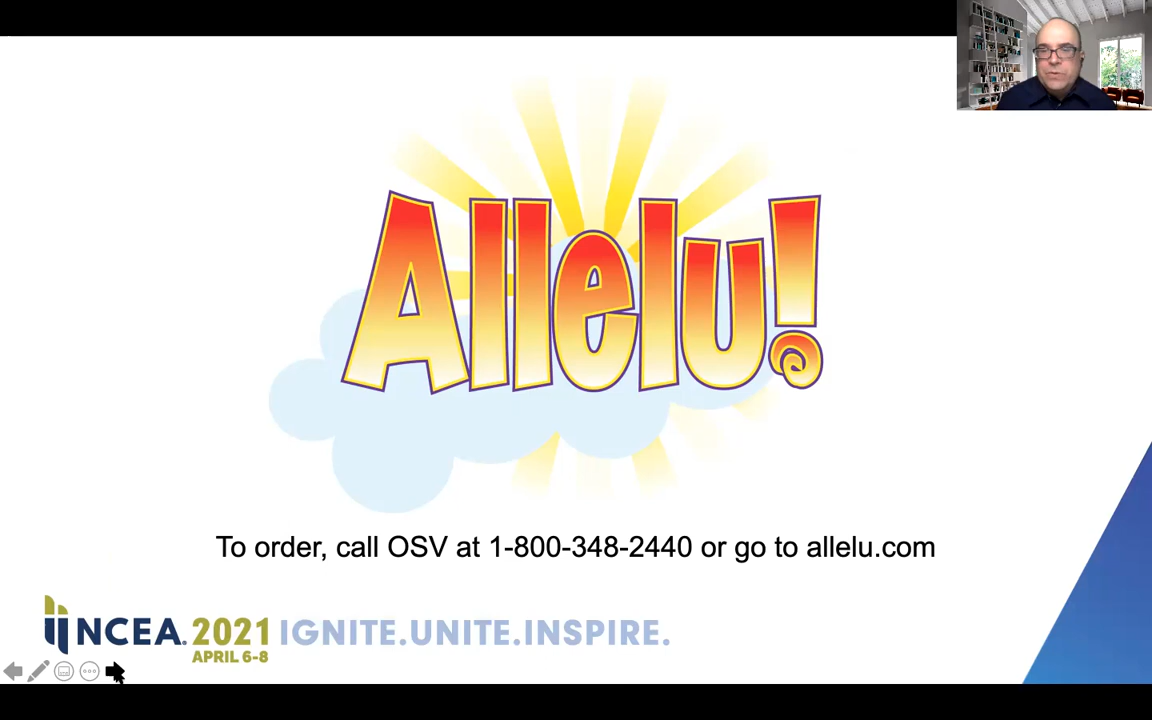 Allelu!
To order, call OSV at 1-800-348-2440 or go to allelu.com
NCEA. 2021 IGNITE.UNITE.INSPIRE.
APRIL 6-8